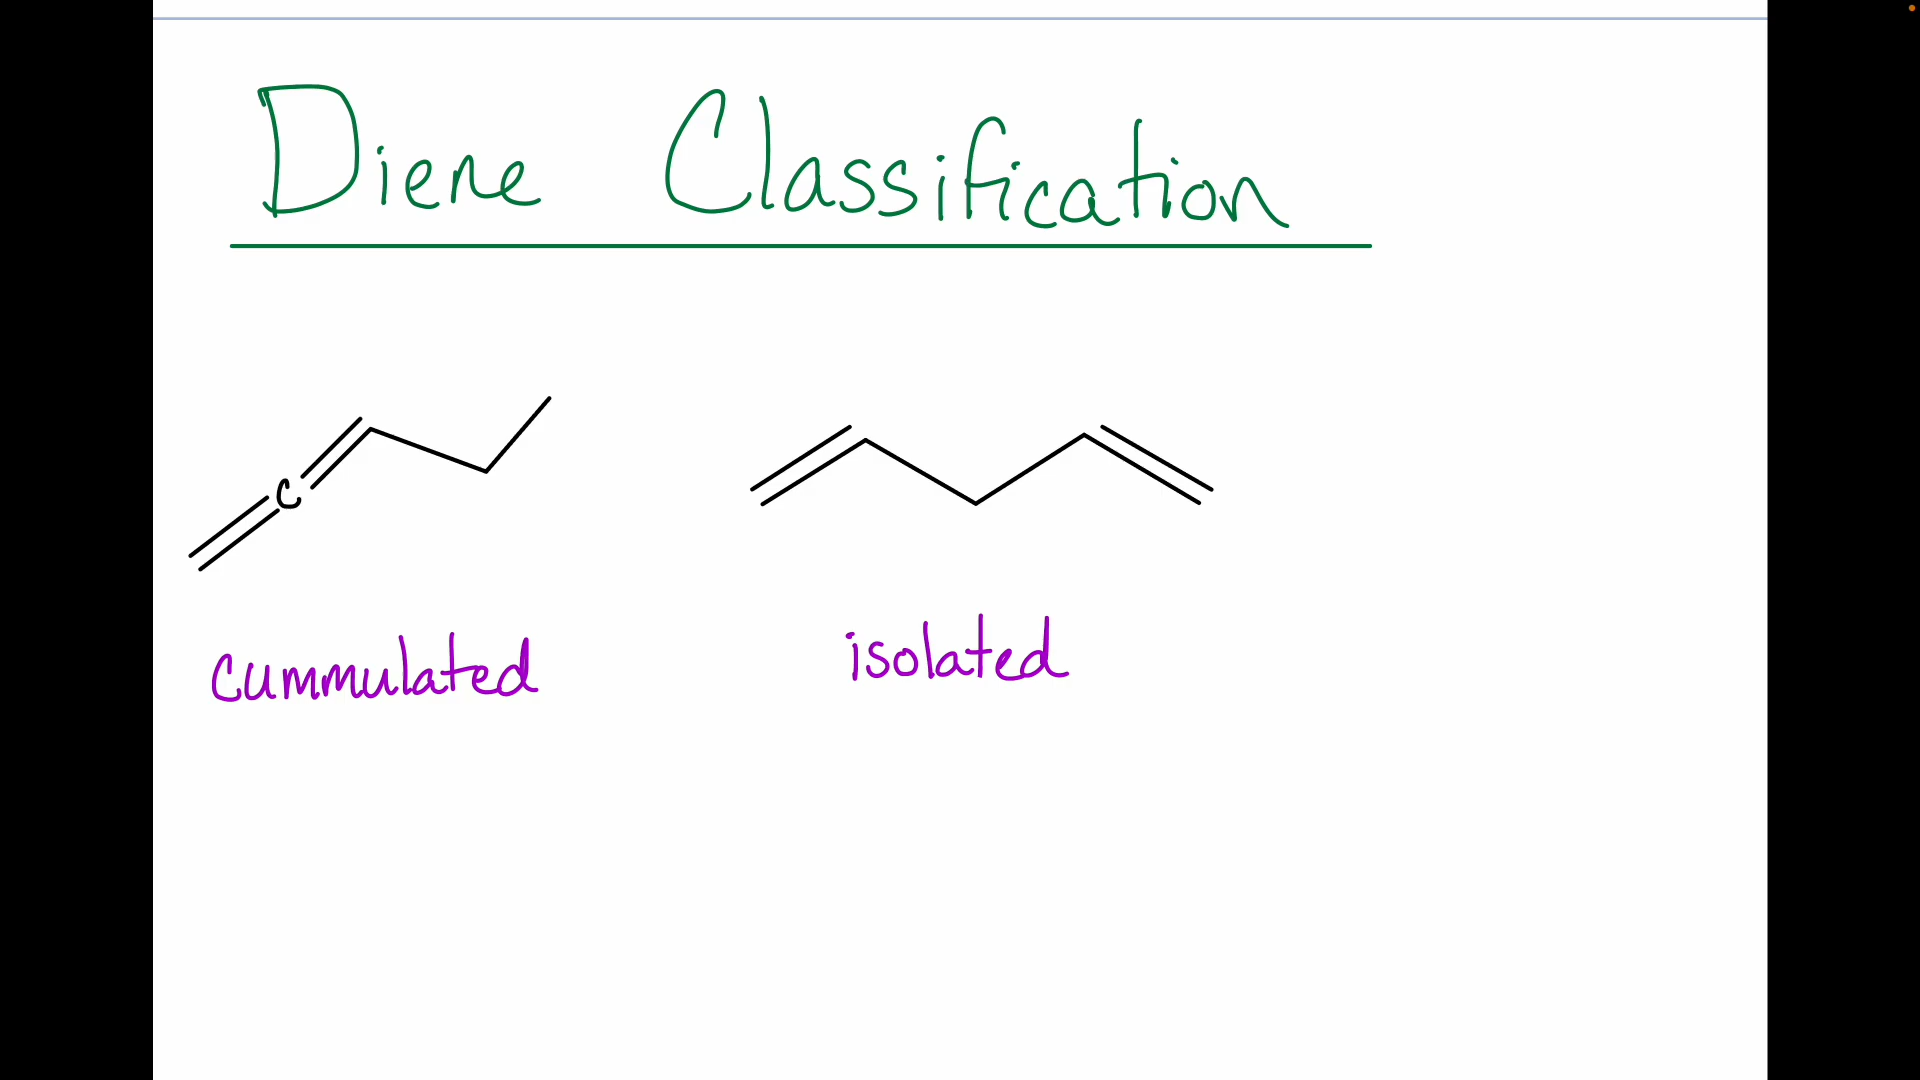 Diene Classification
C
cummulated
isolated